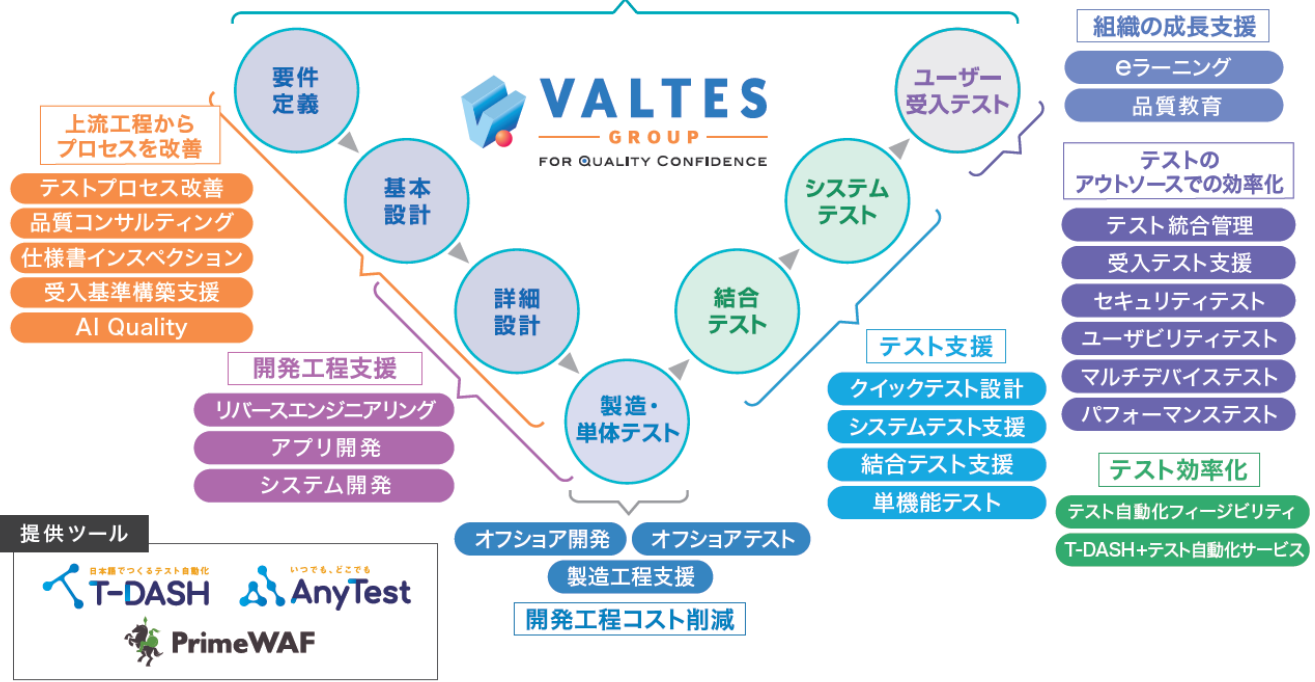 要件
定義
基本
設計
詳細
設計
製造・
単体テスト
結合
テスト
システム
テスト
ユーザー
受入テスト
VALTES
GROUP
FOR QUALITY CONFIDENCE
上流工程から
プロセスを改善
テストプロセス改善
品質コンサルティング
仕様書インスペクション
受入基準構築支援
AI Quality
開発工程支援
リバースエンジニアリング
アプリ開発
システム開発
オフショア開発
オフショアテスト
製造工程支援
開発工程コスト削減
テスト支援
クイックテスト設計
システムテスト支援
結合テスト支援
単機能テスト
組織の成長支援
eラーニング
品質教育
テストの
アウトソースでの効率化
テスト統合管理
受入テスト支援
セキュリティテスト
ユーザビリティテスト
マルチデバイステスト
パフォーマンステスト
テスト効率化
テスト自動化フィージビリティ
T-DASH+テスト自動化サービス
提供ツール
日本語でつくるテスト自動化
T-DASH
いつでも、どこでも
AnyTest
PrimeWAF